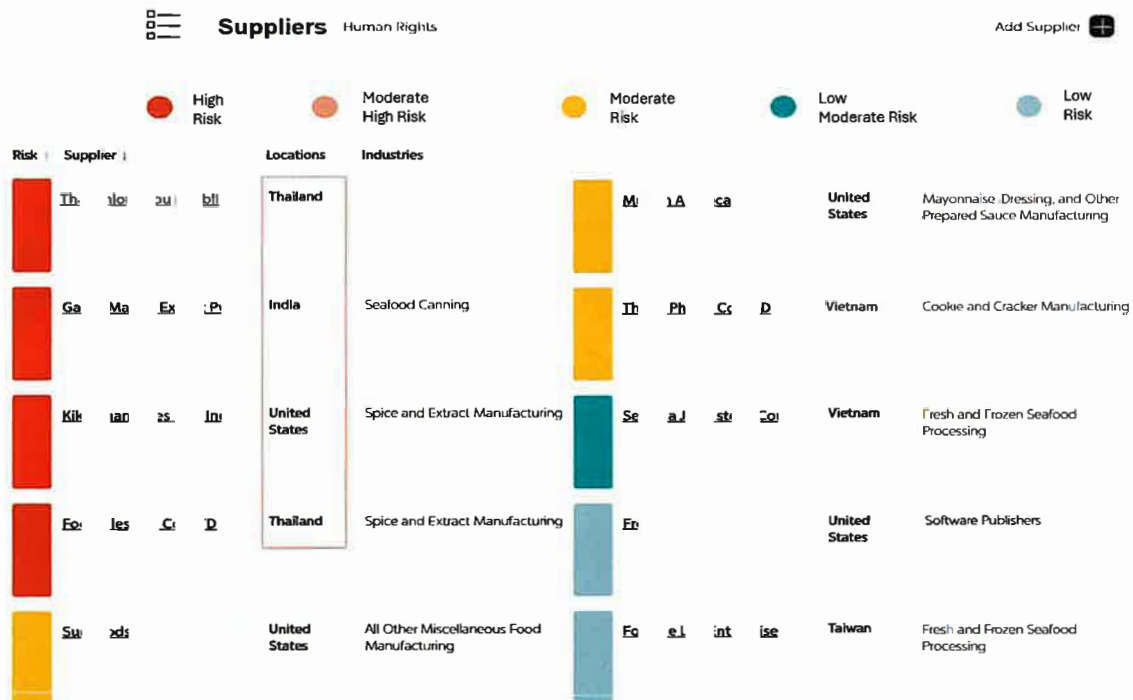 Suppliers Human Rights
Add Supplier
High
Risk
Moderate
High Risk
Moderate
Risk
Low
Moderate Risk
Low
Risk
Risk Supplier
Locations
Industries
Thailand
India
Seafood Canning
United
States
Spice and Extract Manufacturing
Thailand
Spice and Extract Manufacturing
United
States
All Other Miscellaneous Food
Manufacturing
United
States
Mayonnaise, Dressing, and Other
Prepared Sauce Manufacturing
Vietnam
Cookie and Cracker Manufacturing
Vietnam
Fresh and Frozen Seafood
Processing
United
States
Software Publishers
Taiwan
Fresh and Frozen Seafood
Processing